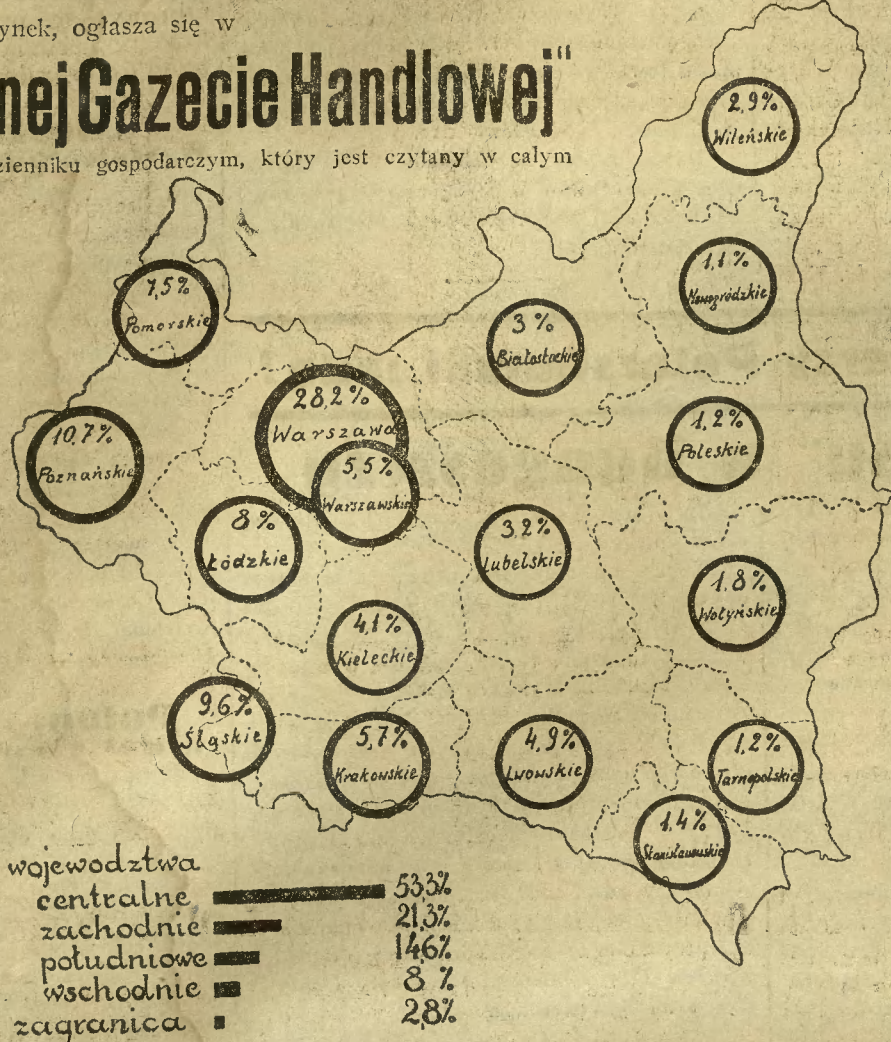 ynek, ogłasza się w
nej Gazecie Handlowej"
zienniku gospodarczym, który jest czytany w całym
2,9%
Wileńskie
1,1%
Nowogródzkie
7,5%
Pomorskie
3%
Białostockie
28,2%
Warszawa
10,7%
Poznańskie
1,2%
Poleskie
5,5%
Warszawskie
8%
Łódzkie
3,2%
Lubelskie
1,8%
Wołyńskie
4,1%
Kieleckie
9,6%
Śląskie
5,7%
Krakowskie
4,9%
Lwowskie
1,2%
Tarnopolskie
1,4%
Stanisławowskie
wojewodztwa
centralne 53,3%
zachodnie 21,3%
południowe 14,6%
wschodnie 8 %
zagranica 2,8%